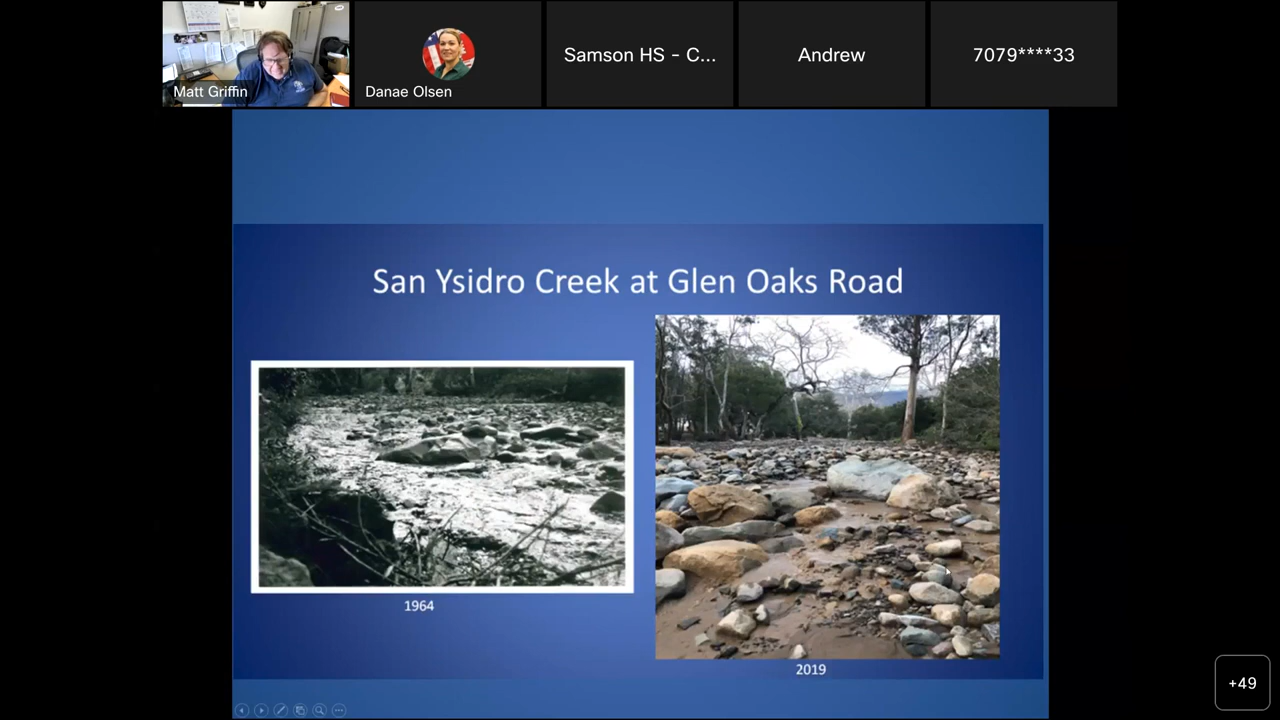 Matt Griffin
Danae Olsen
Samson HS - C...
Andrew
7079****33
San Ysidro Creek at Glen Oaks Road
1964
2019
+49